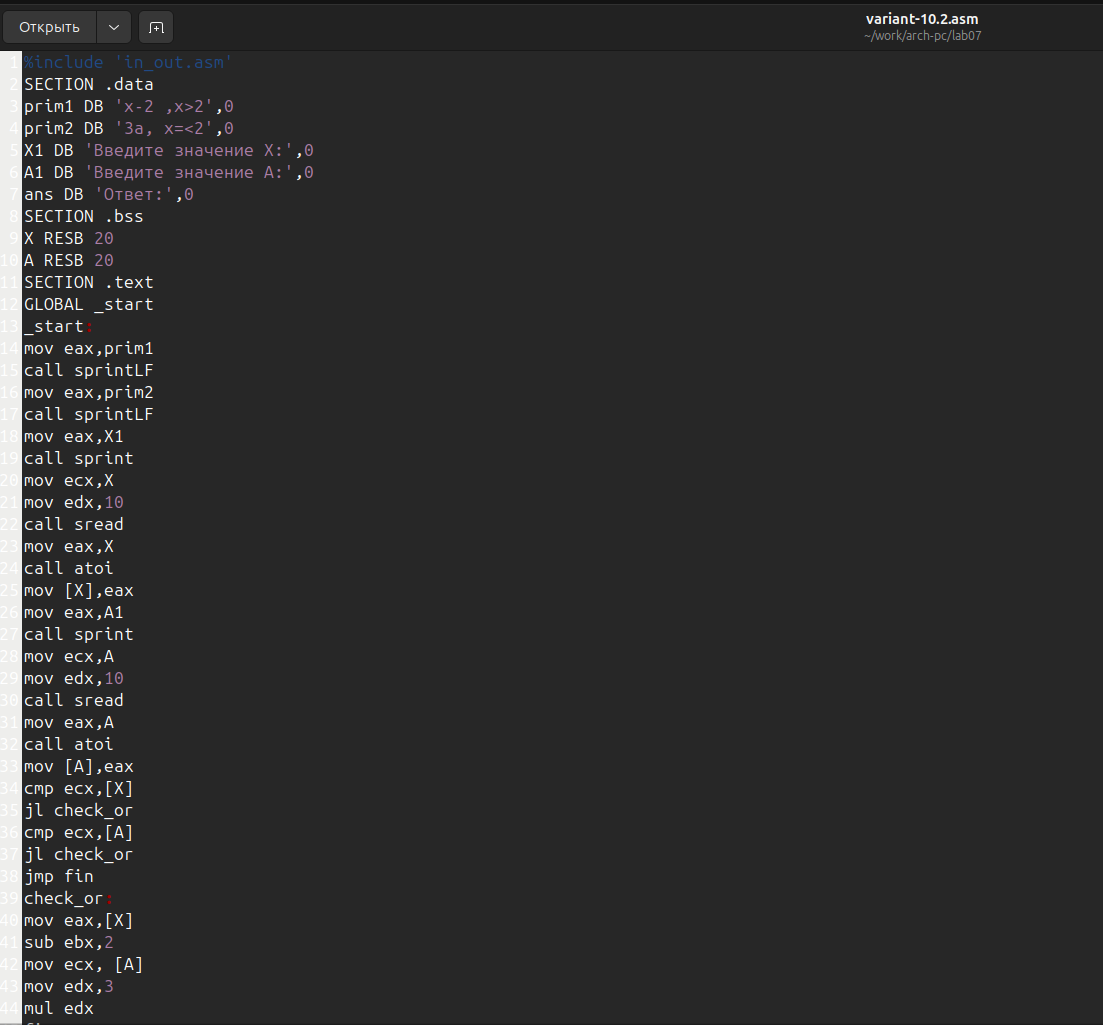 Открыть
variant-10.2.asm
~/work/arch-pc/lab07
1 %include 'in_out.asm'
2 SECTION .data
3 prim1 DB 'x-2 ,x>2',0
4 prim2 DB '3a, x=<2',0
5 X1 DB 'Введите значение X:',0
6 A1 DB 'Введите значение A:',0
7 ans DB 'Ответ:',0
8 SECTION .bss
9 X RESB 20
10 A RESB 20
11 SECTION .text
12 GLOBAL _start
13 _start:
14 mov eax,prim1
15 call sprintLF
16 mov eax,prim2
17 call sprintLF
18 mov eax,X1
19 call sprint
20 mov ecx,X
21 mov edx,10
22 call sread
23 mov eax,X
24 call atoi
25 mov [X],eax
26 mov eax,A1
27 call sprint
28 mov ecx,A
29 mov edx,10
30 call sread
31 mov eax,A
32 call atoi
33 mov [A],eax
34 cmp ecx,[X]
35 jl check_or
36 cmp ecx,[A]
37 jl check_or
38 jmp fin
39 check_or:
40 mov eax,[X]
41 sub ebx,2
42 mov ecx, [A]
43 mov edx,3
44 mul edx